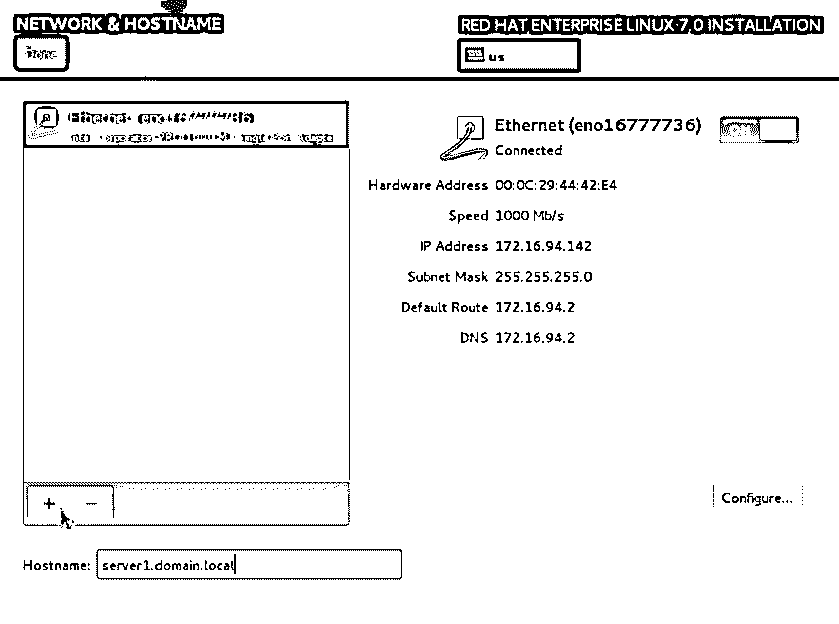 NETWORK & HOSTNAME
Done
RED HAT ENTERPRISE LINUX 7.0 INSTALLATION
us
Ethernet
Ethernet (eno16777736)
Connected
Hardware Address 00:0C:29:44:42:E4
Speed 1000 Mb/s
IP Address 172.16.94.142
Subnet Mask 255.255.255.0
Default Route 172.16.94.2
DNS 172.16.94.2
+ −
Configure...
Hostname: server1.domain.local